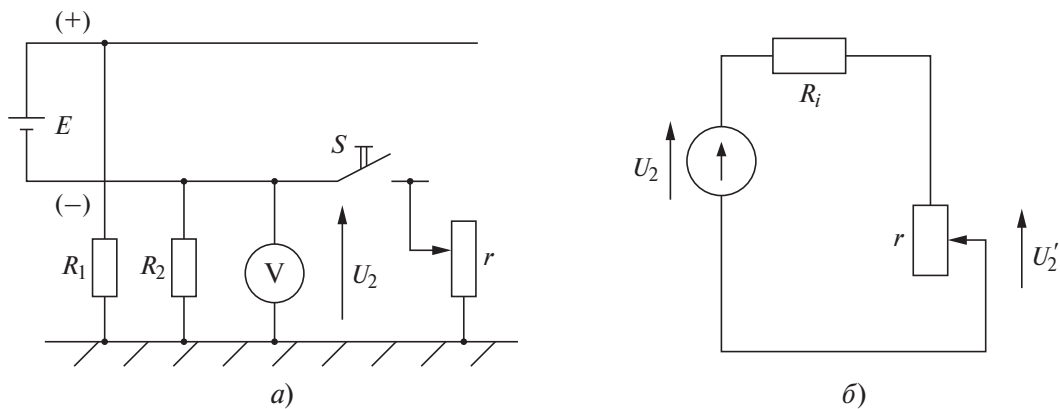 (+)
E
S
(–)
R1
R2
V
U2
r
а)
Ri
U2
r
U2′
б)